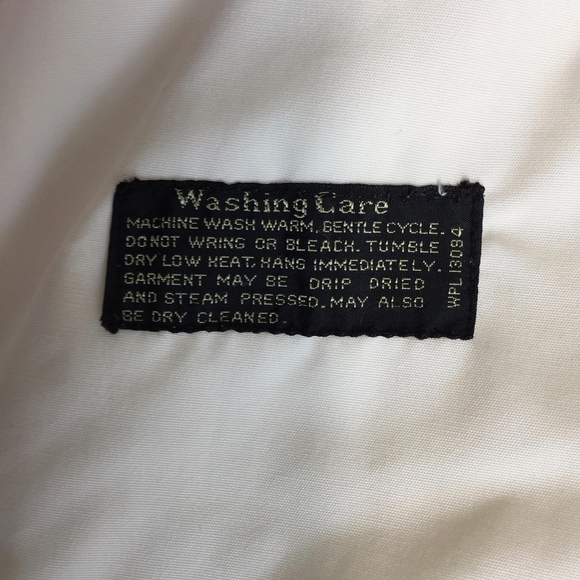 Washing Care
MACHINE WASH WARM, GENTLE CYCLE.
DO NOT WRING OR BLEACH. TUMBLE
DRY LOW HEAT. HANG IMMEDIATELY.
GARMENT MAY BE DRIP DRIED
AND STEAM PRESSED. MAY ALSO
BE DRY CLEANED.
WPL 13094